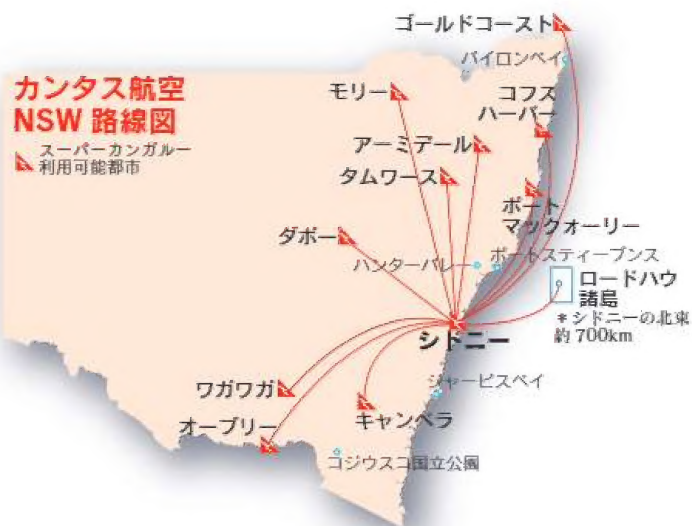 ゴールドコースト
バイロンベイ
カンタス航空
NSW 路線図
スーパーカンガルー
利用可能都市
モリー
コフス
ハーバー
アーミデール
タムワース
ポート
マックォーリー
ダボー
ハンターバレー
ポートスティーブンス
ロードハウ
諸島
*シドニーの北東
約 700km
シドニー
ジャービスベイ
ワガワガ
キャンベラ
オーブリー
コジウスコ国立公園